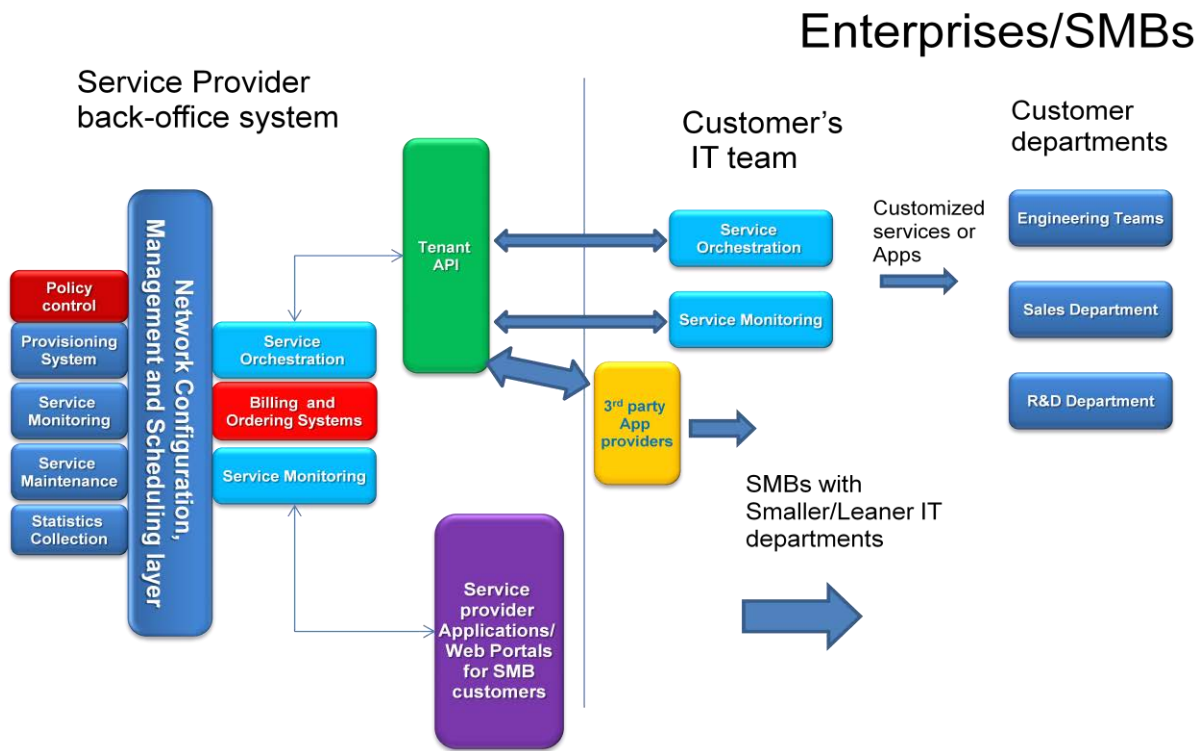 Enterprises/SMBs
Service Provider
back-office system
Customer’s
IT team
Customer
departments
Policy
control
Provisioning
System
Service
Monitoring
Service
Maintenance
Statistics
Collection
Network Configuration,
Management and Scheduling layer
Service
Orchestration
Billing and
Ordering Systems
Service Monitoring
Tenant
API
Service
provider
Applications/
Web Portals
for SMB
customers
Service
Orchestration
Service Monitoring
3rd party
App
providers
Customized
services or
Apps
SMBs with
Smaller/Leaner IT
departments
Engineering Teams
Sales Department
R&D Department